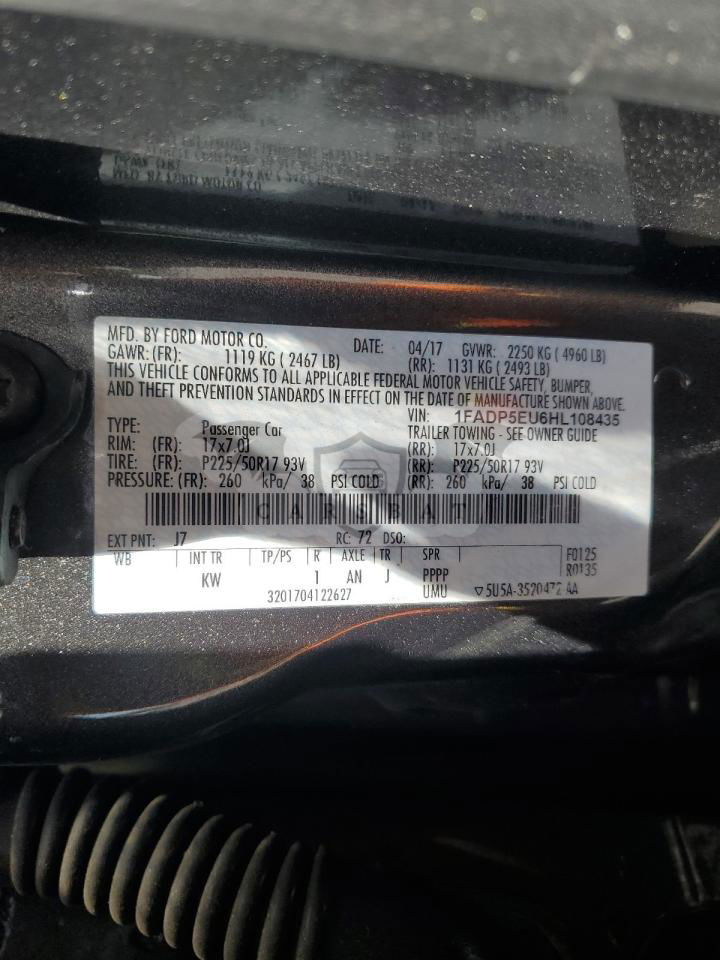 MFD. BY FORD MOTOR CO.
DATE: 04/17 GVWR: 2250 KG ( 4960 LB)
GAWR: (FR): 1119 KG ( 2467 LB) (RR): 1131 KG ( 2493 LB)
THIS VEHICLE CONFORMS TO ALL APPLICABLE FEDERAL MOTOR VEHICLE SAFETY, BUMPER,
AND THEFT PREVENTION STANDARDS IN EFFECT ON THE DATE OF MANUFACTURE SHOWN ABOVE.
VIN: 1FADP5EU6HL108435
TYPE: Passenger Car TRAILER TOWING - SEE OWNER GUIDE
RIM: (FR): 17x7.0J (RR): 17x7.0J
TIRE: (FR): P225/50R17 93V (RR): P225/50R17 93V
PRESSURE: (FR): 260 kPa/ 38 PSI COLD (RR): 260 kPa/ 38 PSI COLD
CARSBAT
EXT PNT: J7 RC: 72 DSO:
WB INT TR TP/PS R AXLE TR SPR F0125
KW 1 AN J PPPP R0135
3201704122627 UMU ▽5U5A-3520472 AA